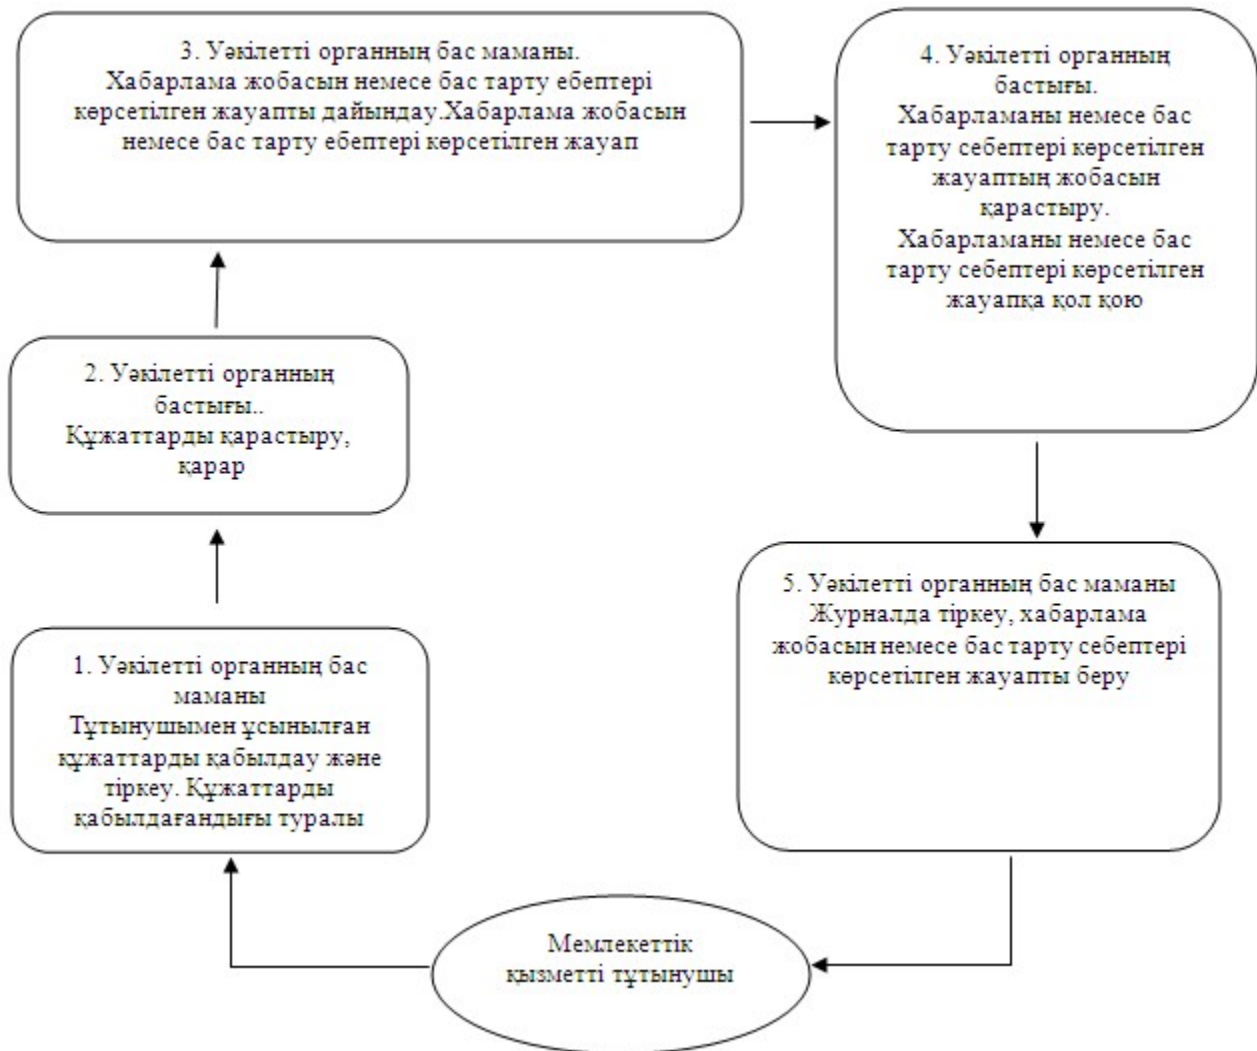 3. Уәкілетті органның бас маманы.
Хабарлама жобасын немесе бас тарту ебептері
көрсетілген жауапты дайындау.Хабарлама жобасын
немесе бас тарту ебептері көрсетілген жауап
4. Уәкілетті органның
бастығы.
Хабарламаны немесе бас
тарту себептері көрсетілген
жауаптың жобасын
қарастыру.
Хабарламаны немесе бас
тарту себептері көрсетілген
жауапқа қол қою
2. Уәкілетті органның
бастығы..
Құжаттарды қарастыру,
қарар
5. Уәкілетті органның бас маманы
Журналда тіркеу, хабарлама
жобасын немесе бас тарту себептері
көрсетілген жауапты беру
1. Уәкілетті органның бас
маманы
Тұтынушымен ұсынылған
құжаттарды қабылдау және
тіркеу. Құжаттарды
қабылдағандығы туралы
Мемлекеттік
қызметті тұтынушы